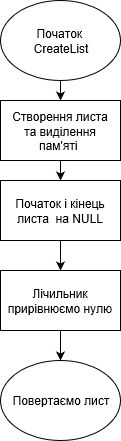 Початок
CreateList
Створення листа
та виділення
пам'яті
Початок і кінець
листа на NULL
Лічильник
прирівнюємо нулю
Повертаємо лист